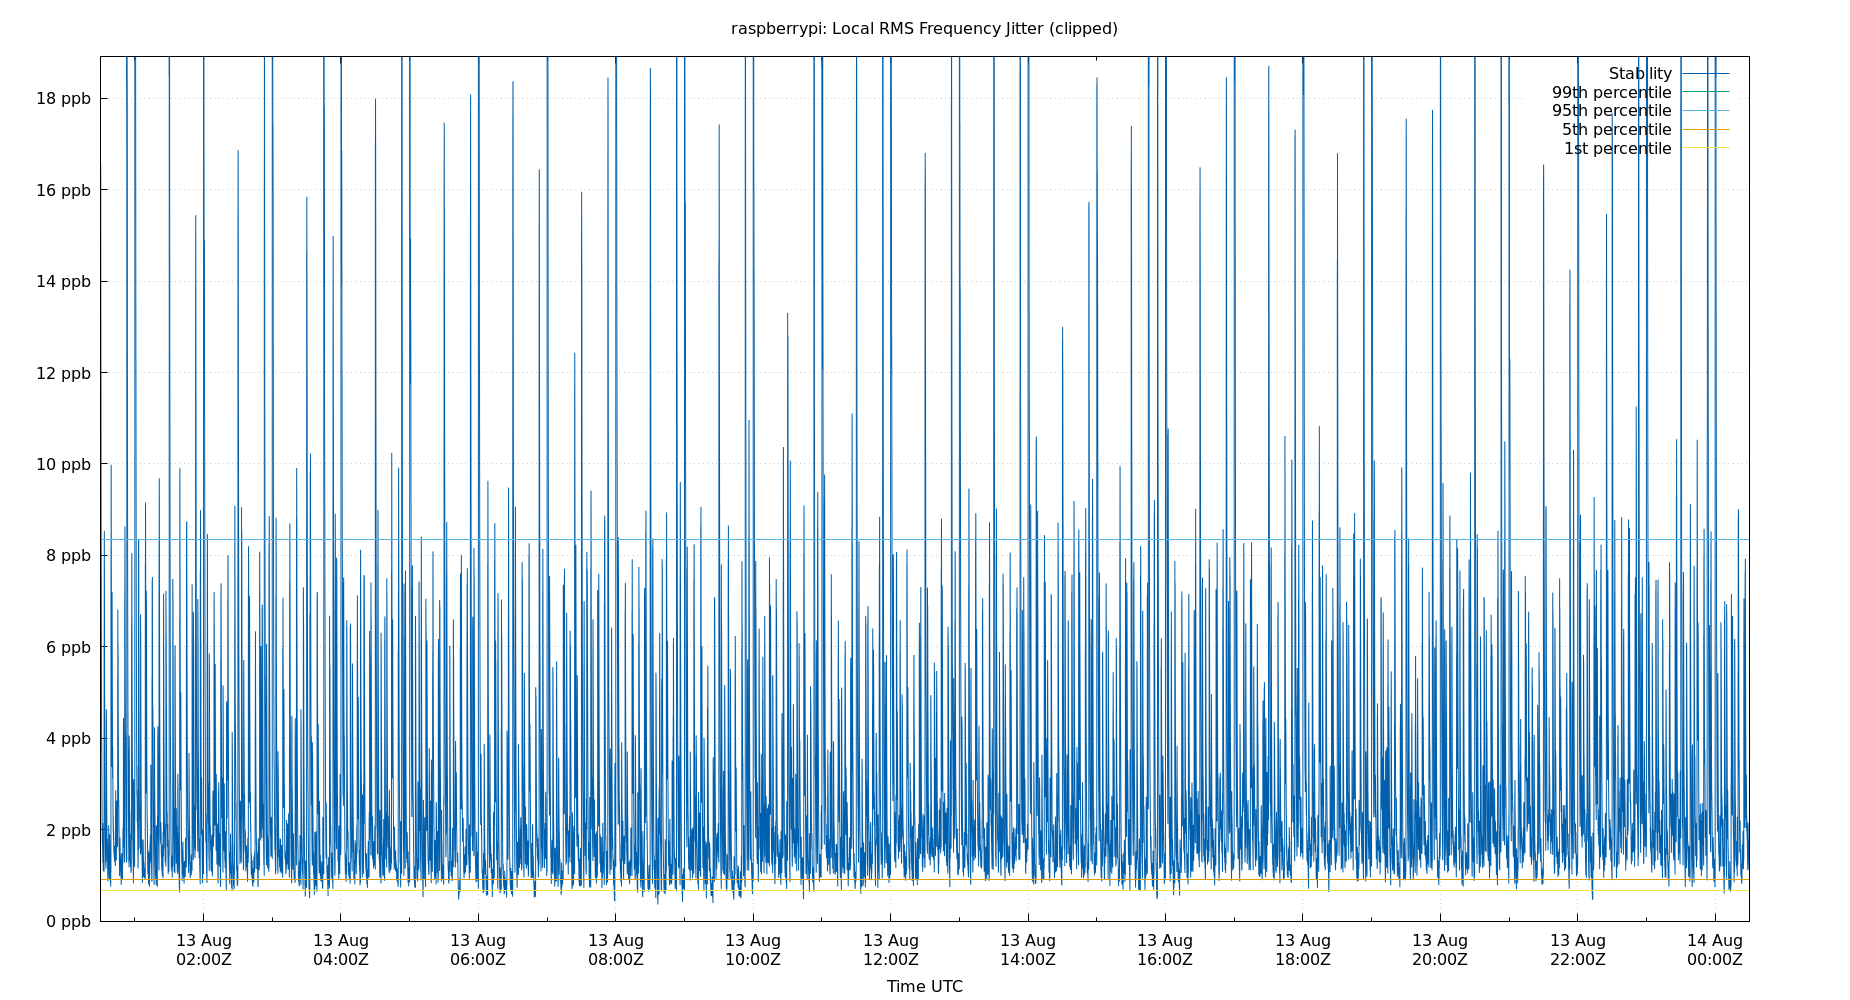 raspberrypi: Local RMS Frequency Jitter (clipped)
Stability
99th percentile
95th percentile
5th percentile
1st percentile
18 ppb
16 ppb
14 ppb
12 ppb
10 ppb
8 ppb
6 ppb
4 ppb
2 ppb
0 ppb
13 Aug 13 Aug 13 Aug 13 Aug 13 Aug 13 Aug 13 Aug 13 Aug 13 Aug 13 Aug 13 Aug 14 Aug
02:00Z 04:00Z 06:00Z 08:00Z 10:00Z 12:00Z 14:00Z 16:00Z 18:00Z 20:00Z 22:00Z 00:00Z
Time UTC